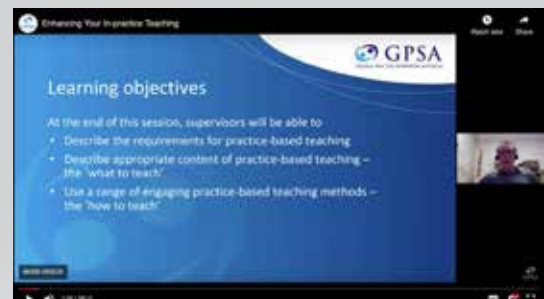 Enhancing Your In-practice Teaching
Watch later
Share
GPSA
Learning objectives
At the end of this session, supervisors will be able to
• Describe the requirements for practice-based teaching
• Describe appropriate content of practice-based teaching –
the 'what to teach'
• Use a range of engaging practice-based teaching methods –
the 'how to teach'